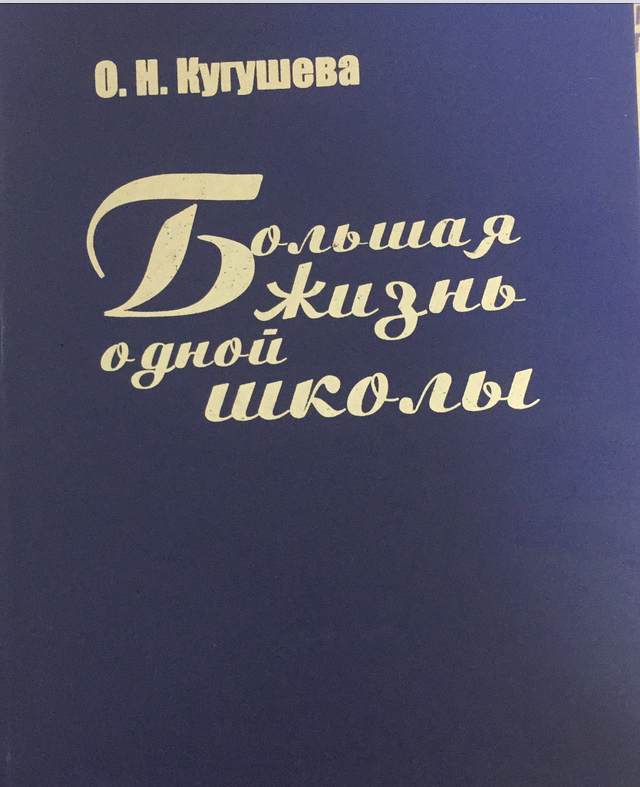 О. Н. Кугушева
Большая
жизнь
одной
школы